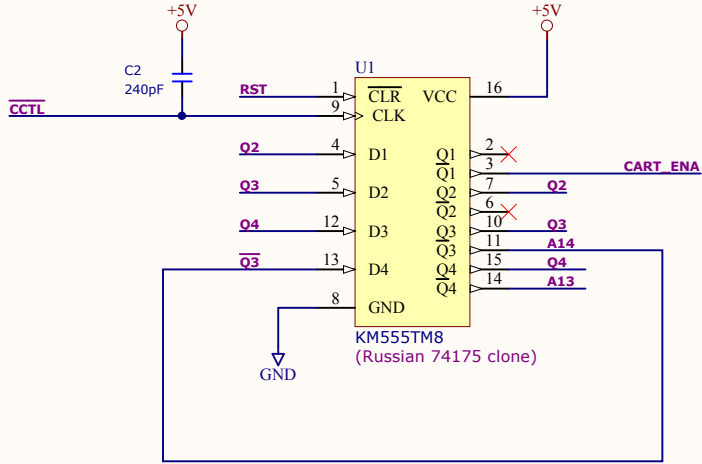 +5V
+5V
C2
240pF
U1
RST
1
CLR
VCC
16
CCTL
9
CLK
Q2
4
D1
Q1
2
Q1
3
CART_ENA
Q3
5
D2
Q2
7
Q2
Q2
6
Q4
12
D3
Q3
10
Q3
Q3
11
A14
Q3
13
D4
Q4
15
Q4
Q4
14
A13
8
GND
KM555TM8
(Russian 74175 clone)
GND